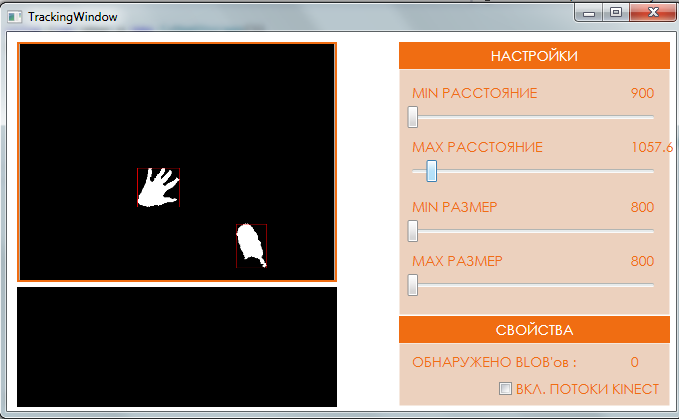 TrackingWindow
НАСТРОЙКИ
MIN РАССТОЯНИЕ 900
MAX РАССТОЯНИЕ 1057.6
MIN РАЗМЕР 800
MAX РАЗМЕР 800
СВОЙСТВА
ОБНАРУЖЕНО BLOB'ов : 0
ВКЛ. ПОТОКИ KINECT